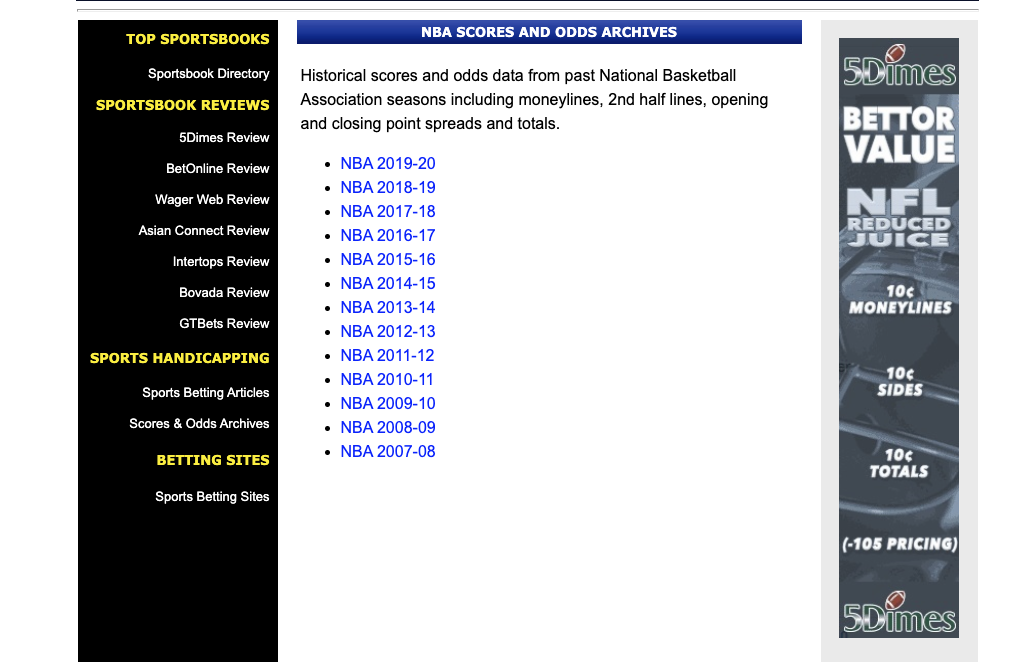 TOP SPORTSBOOKS
Sportsbook Directory
SPORTSBOOK REVIEWS
5Dimes Review
BetOnline Review
Wager Web Review
Asian Connect Review
Intertops Review
Bovada Review
GTBets Review
SPORTS HANDICAPPING
Sports Betting Articles
Scores & Odds Archives
BETTING SITES
Sports Betting Sites
NBA SCORES AND ODDS ARCHIVES
Historical scores and odds data from past National Basketball
Association seasons including moneylines, 2nd half lines, opening
and closing point spreads and totals.
NBA 2019-20
NBA 2018-19
NBA 2017-18
NBA 2016-17
NBA 2015-16
NBA 2014-15
NBA 2013-14
NBA 2012-13
NBA 2011-12
NBA 2010-11
NBA 2009-10
NBA 2008-09
NBA 2007-08
5Dimes
BETTOR
VALUE
NFL
REDUCED
JUICE
10¢
MONEYLINES
10¢
SIDES
10¢
TOTALS
(-105 PRICING)
5Dimes